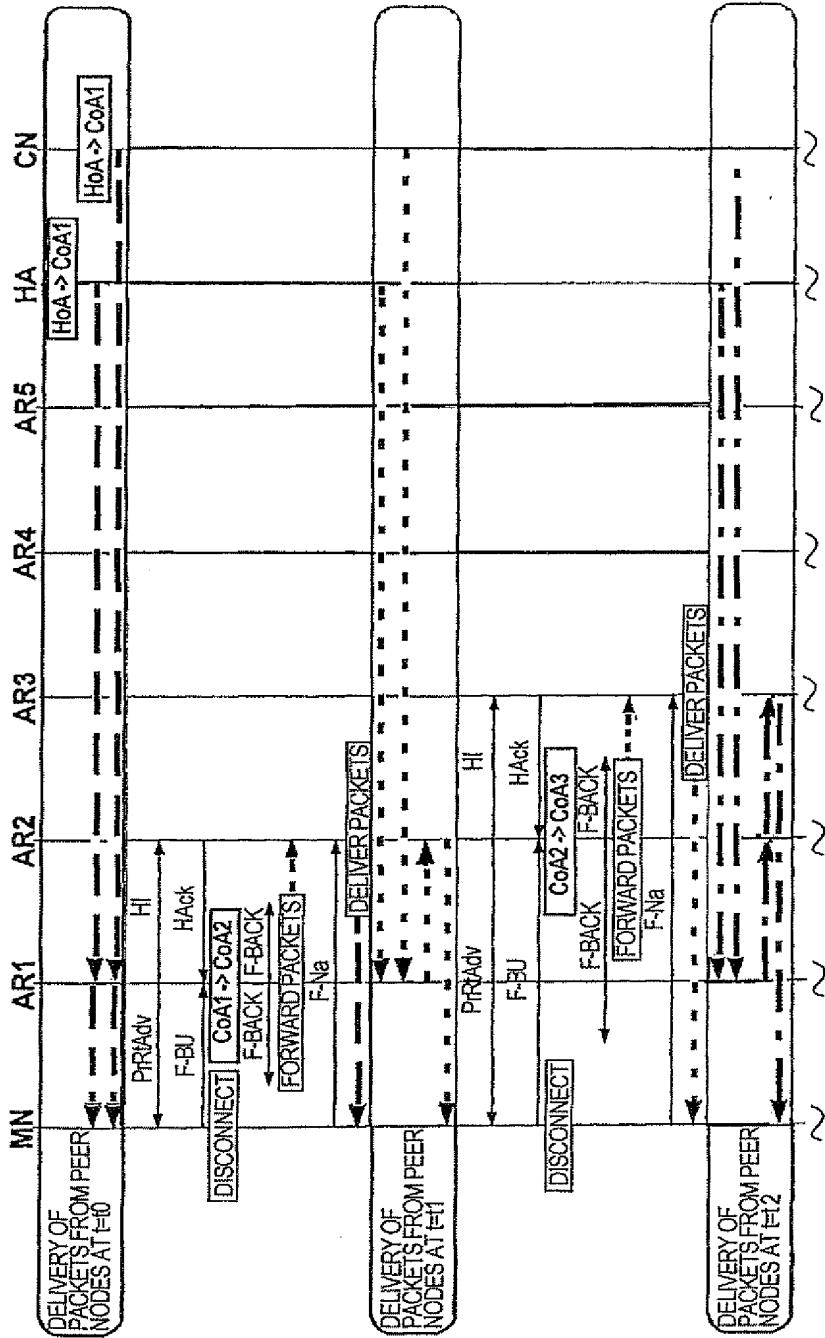 MN
AR1
AR2
AR3
AR4
AR5
HA
CN
DELIVERY OF
PACKETS FROM PEER
NODES AT t=t0
HoA -> CoA1
HoA -> CoA1
PrRtAdv
HI
F-BU
HAck
DISCONNECT
CoA1 -> CoA2
F-BACK
F-BACK
FORWARD PACKETS
F-Na
DELIVER PACKETS
DELIVERY OF
PACKETS FROM PEER
NODES AT t=t1
PrRtAdv
HI
F-BU
HAck
DISCONNECT
CoA2 -> CoA3
F-BACK
F-BACK
FORWARD PACKETS
F-Na
DELIVER PACKETS
DELIVERY OF
PACKETS FROM PEER
NODES AT t=t2